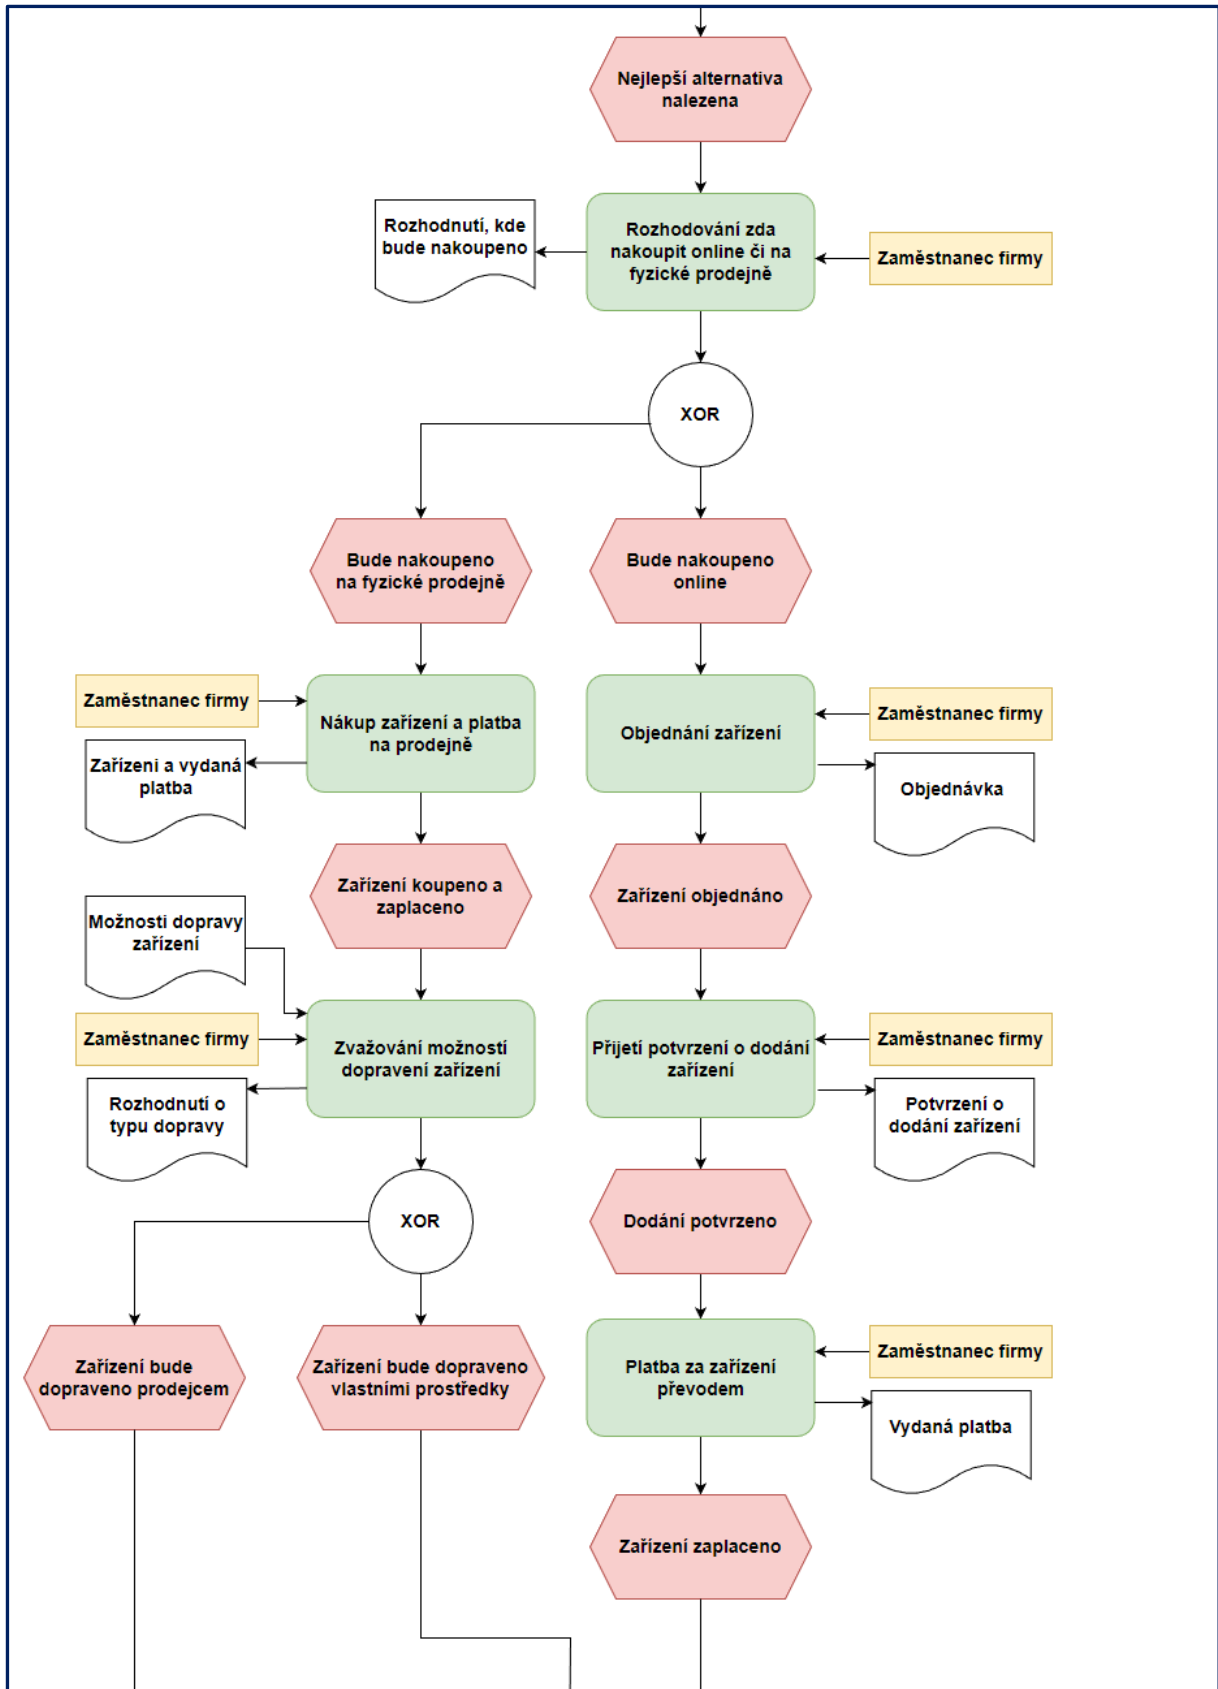 Nejlepší alternativa
nalezena
Rozhodnutí, kde
bude nakoupeno
Rozhodování zda
nakoupit online či na
fyzické prodejně
Zaměstnanec firmy
XOR
Bude nakoupeno
na fyzické prodejně
Bude nakoupeno
online
Zaměstnanec firmy
Nákup zařízení a platba
na prodejně
Objednání zařízení
Zaměstnanec firmy
Zařízeni a vydaná
platba
Objednávka
Zařízení koupeno a
zaplaceno
Zařízení objednáno
Možnosti dopravy
zařízení
Zaměstnanec firmy
Zvažování možností
dopravení zařízení
Přijetí potvrzení o dodání
zařízení
Zaměstnanec firmy
Rozhodnutí o
typu dopravy
Potvrzení o
dodání zařízení
XOR
Dodání potvrzeno
Zařízení bude
dopraveno prodejcem
Zařízení bude dopraveno
vlastními prostředky
Platba za zařízení
převodem
Zaměstnanec firmy
Vydaná platba
Zařízení zaplaceno